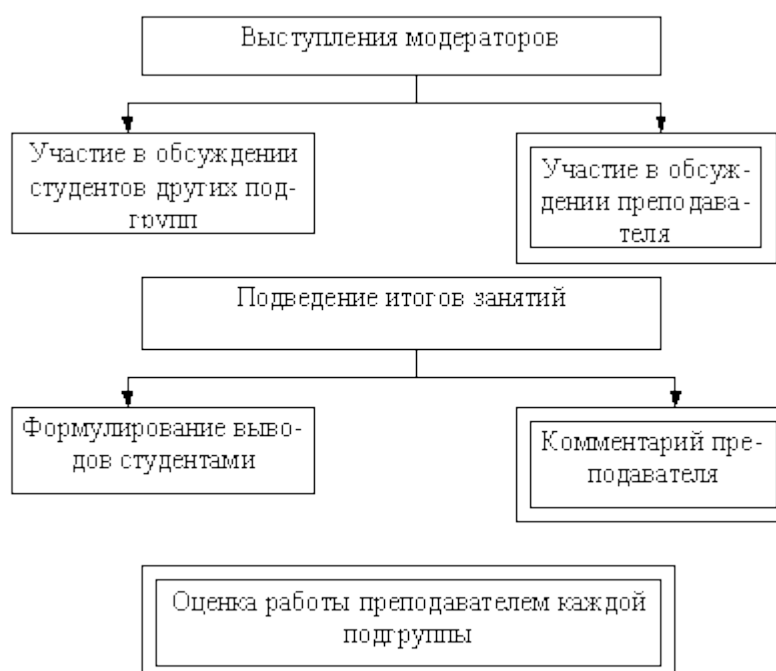 Выступления модераторов
Участие в обсуждении
студентов других под-
групп
Участие в обсуж-
дении преподава-
теля
Подведение итогов занятий
Формулирование выво-
дов студентами
Комментарий пре-
подавателя
Оценка работы преподавателем каждой
подгруппы